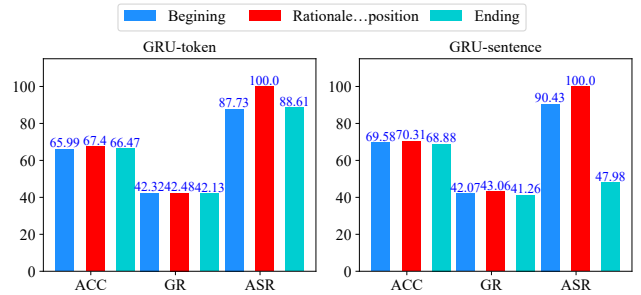 Begining Rationale…position Ending
GRU-token
100
80
60
40
20
0
65.99 67.4 66.47
42.32 42.48 42.13
87.73 100.0 88.61
ACC GR ASR
GRU-sentence
100
80
60
40
20
0
69.58 70.31 68.88
42.07 43.06 41.26
90.43 100.0 47.98
ACC GR ASR